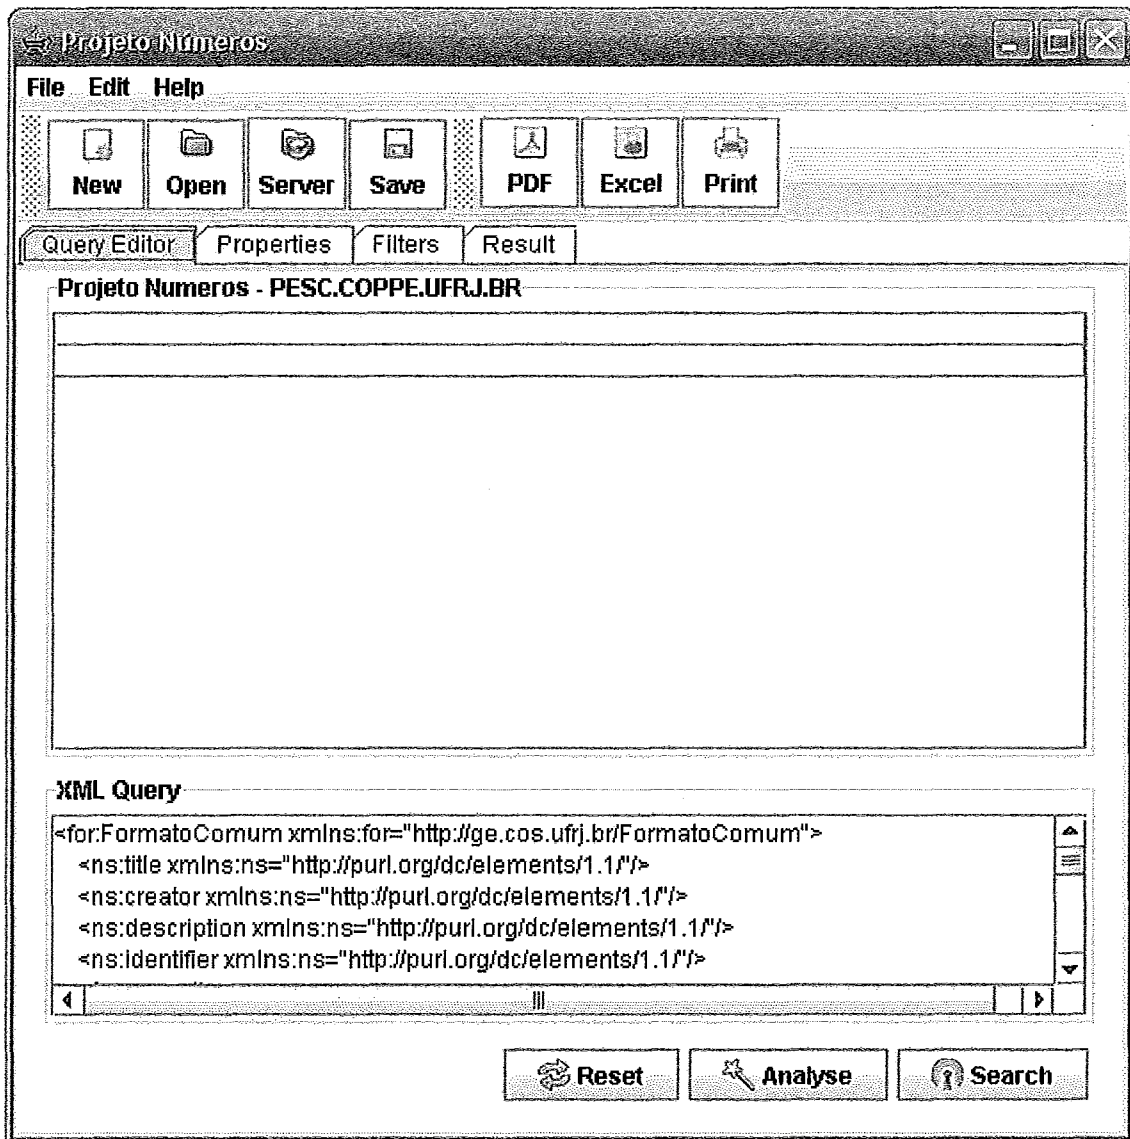 Projeto Números
File Edit Help
New Open Server Save PDF Excel Print
Query Editor Properties Filters Result
Projeto Numeros - PESC.COPPE.UFRJ.BR
XML Query
<for:FormatoComum xmlns:for="http://ge.cos.ufrj.br/FormatoComum">
<ns:title xmlns:ns="http://purl.org/dc/elements/1.1/"/>
<ns:creator xmlns:ns="http://purl.org/dc/elements/1.1/"/>
<ns:description xmlns:ns="http://purl.org/dc/elements/1.1/"/>
<ns:identifier xmlns:ns="http://purl.org/dc/elements/1.1/"/>
Reset Analyse Search